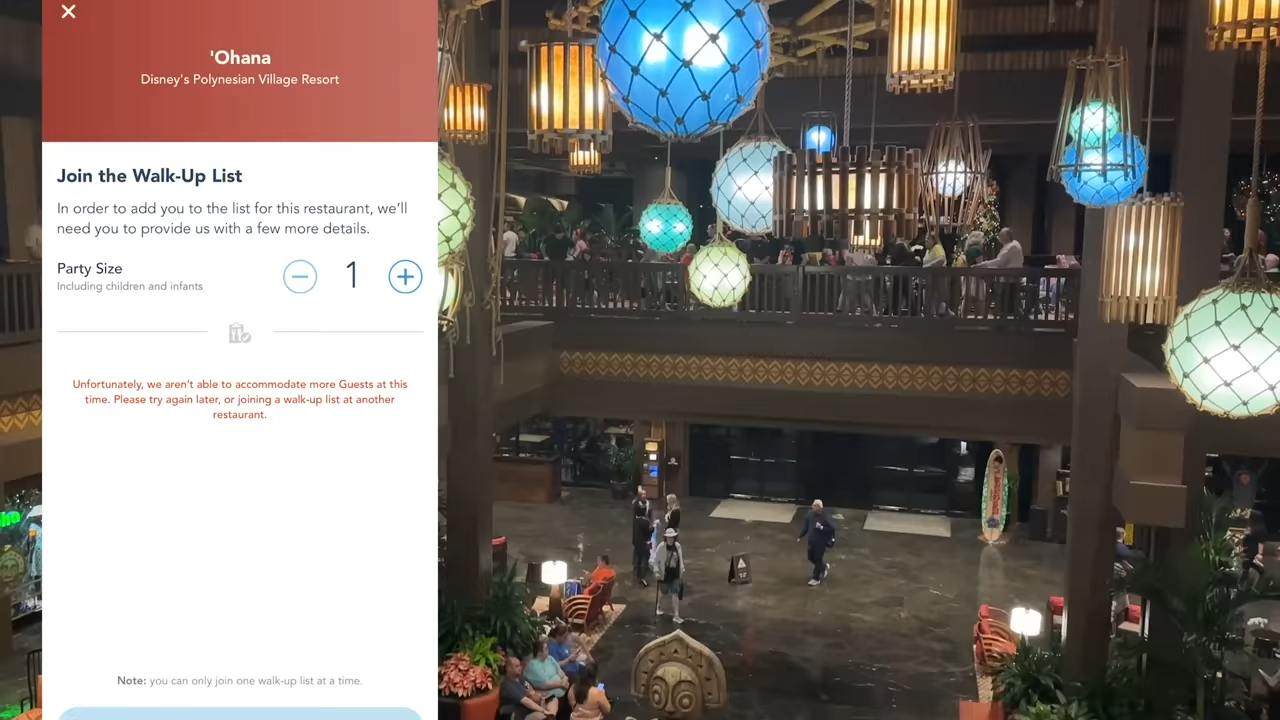 'Ohana
Disney's Polynesian Village Resort
Join the Walk-Up List
In order to add you to the list for this restaurant, we'll
need you to provide us with a few more details.
Party Size
Including children and infants
1
Unfortunately, we aren't able to accommodate more Guests at this
time. Please try again later, or joining a walk-up list at another
restaurant.
Note: you can only join one walk-up list at a time.